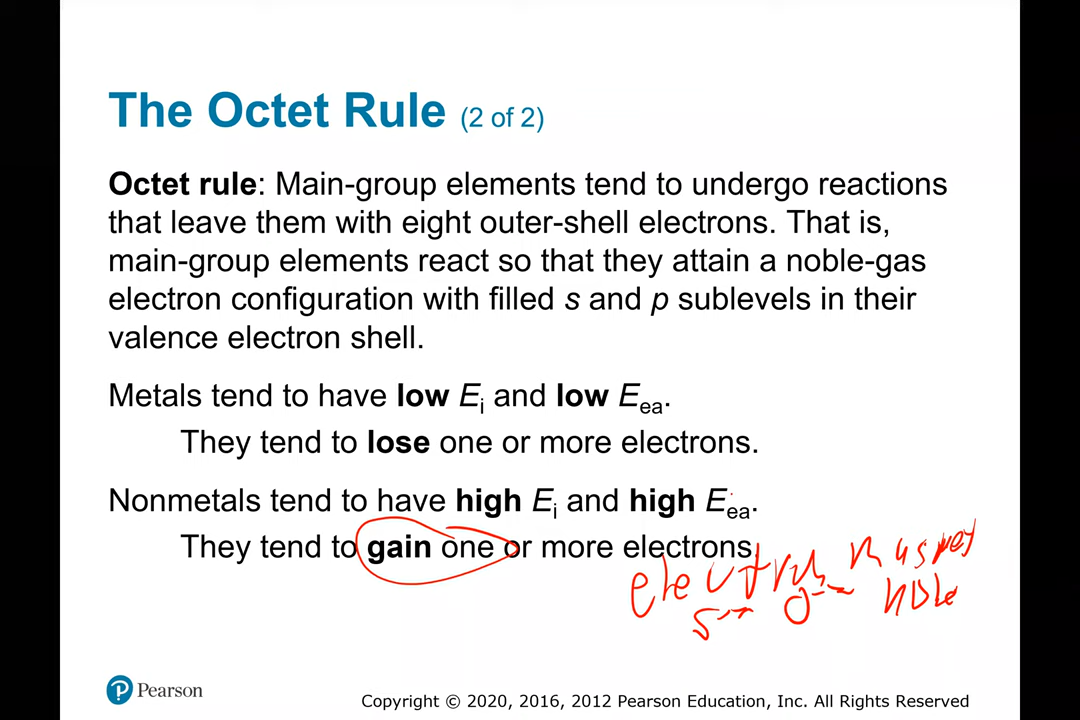 The Octet Rule (2 of 2)
Octet rule: Main-group elements tend to undergo reactions
that leave them with eight outer-shell electrons. That is,
main-group elements react so that they attain a noble-gas
electron configuration with filled s and p sublevels in their
valence electron shell.
Metals tend to have low Ei and low Eea.
They tend to lose one or more electrons.
Nonmetals tend to have high Ei and high Eea.
They tend to gain one or more electrons
noble
P Pearson
Copyright © 2020, 2016, 2012 Pearson Education, Inc. All Rights Reserved